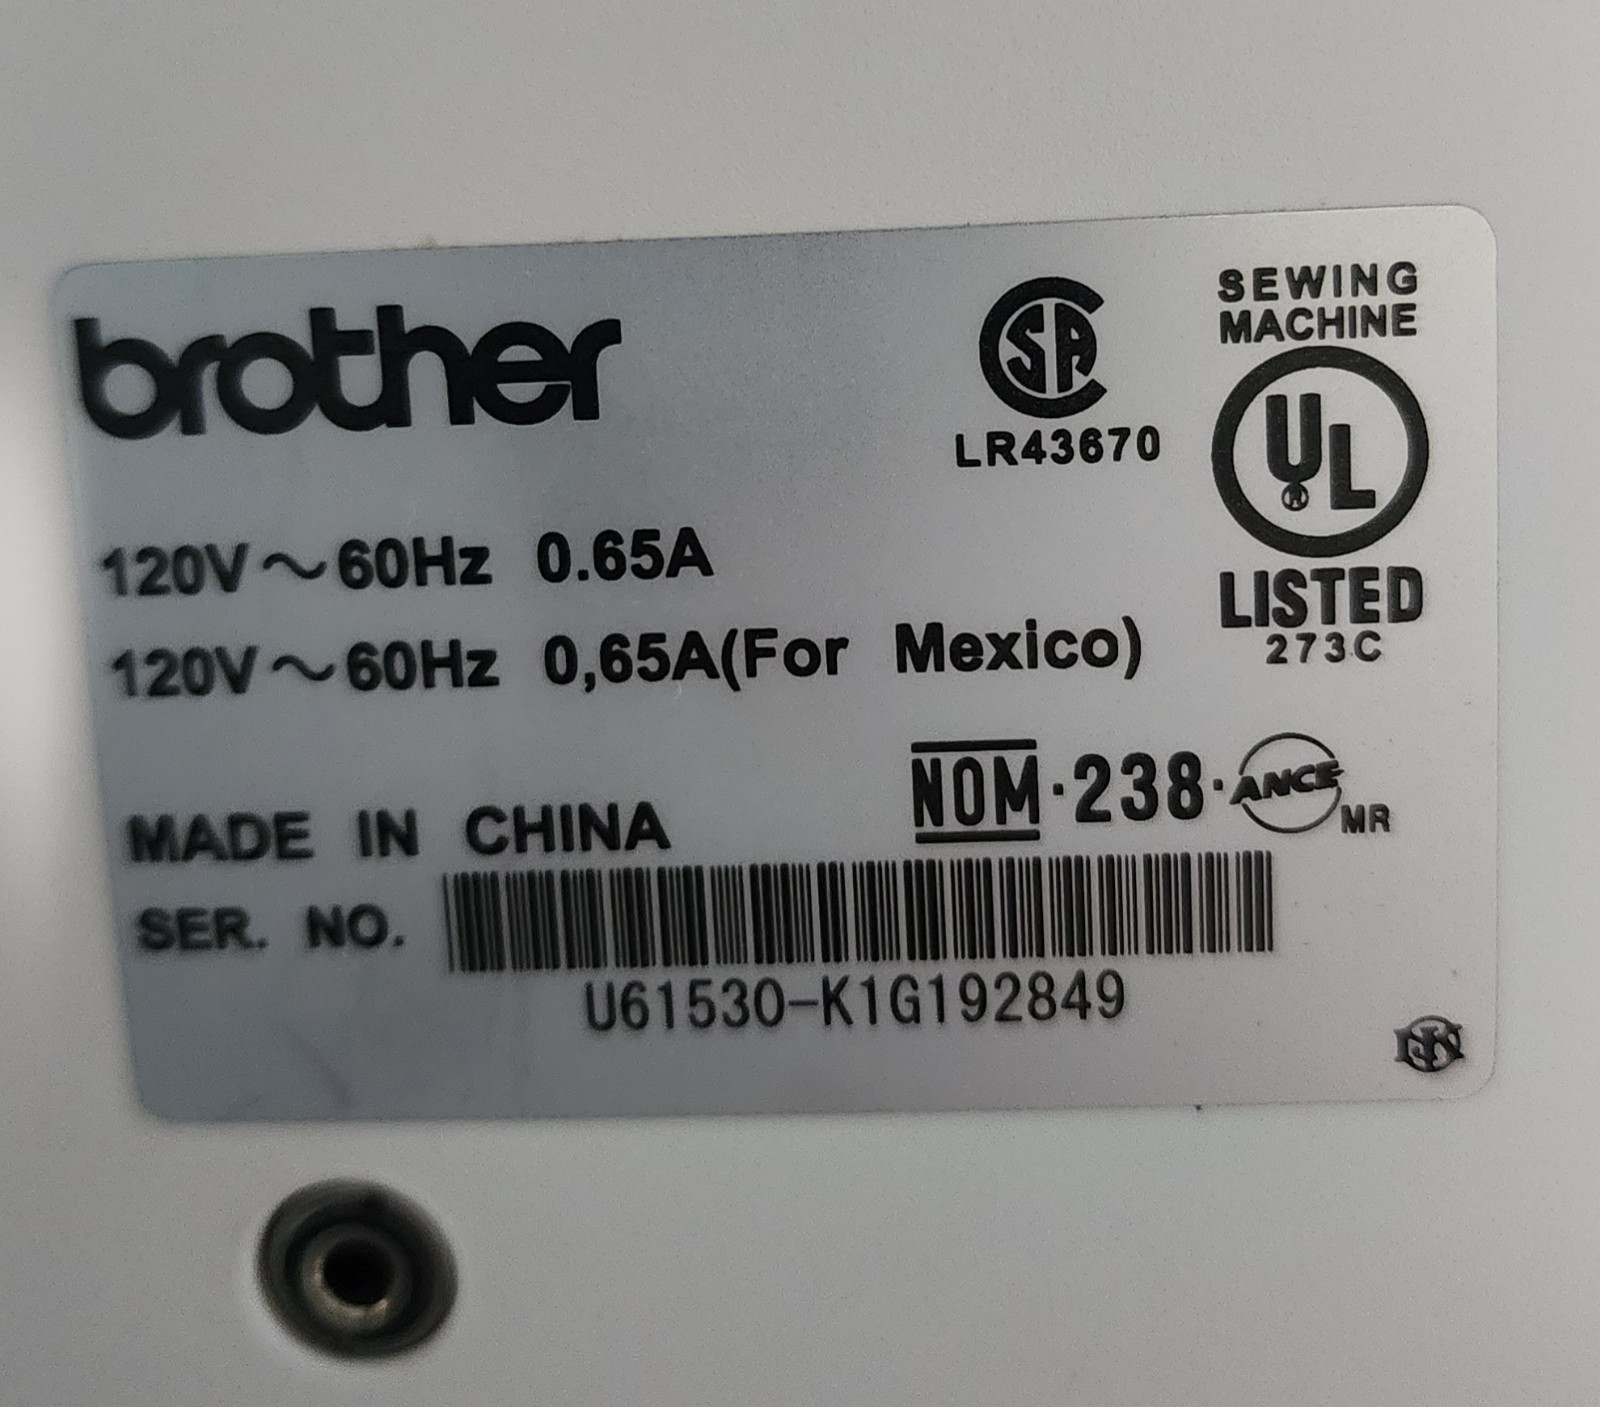 brother
SA
LR43670
SEWING
MACHINE
UL
®
LISTED
273C
120V～60Hz 0.65A
120V～60Hz 0,65A(For Mexico)
NOM·238·ANCE
MR
MADE IN CHINA
SER. NO.
U61530-K1G192849